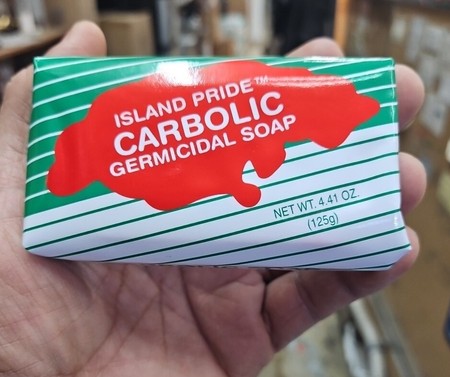 ISLAND PRIDE™
CARBOLIC
GERMICIDAL SOAP
NET WT. 4.41 OZ.
(125g)